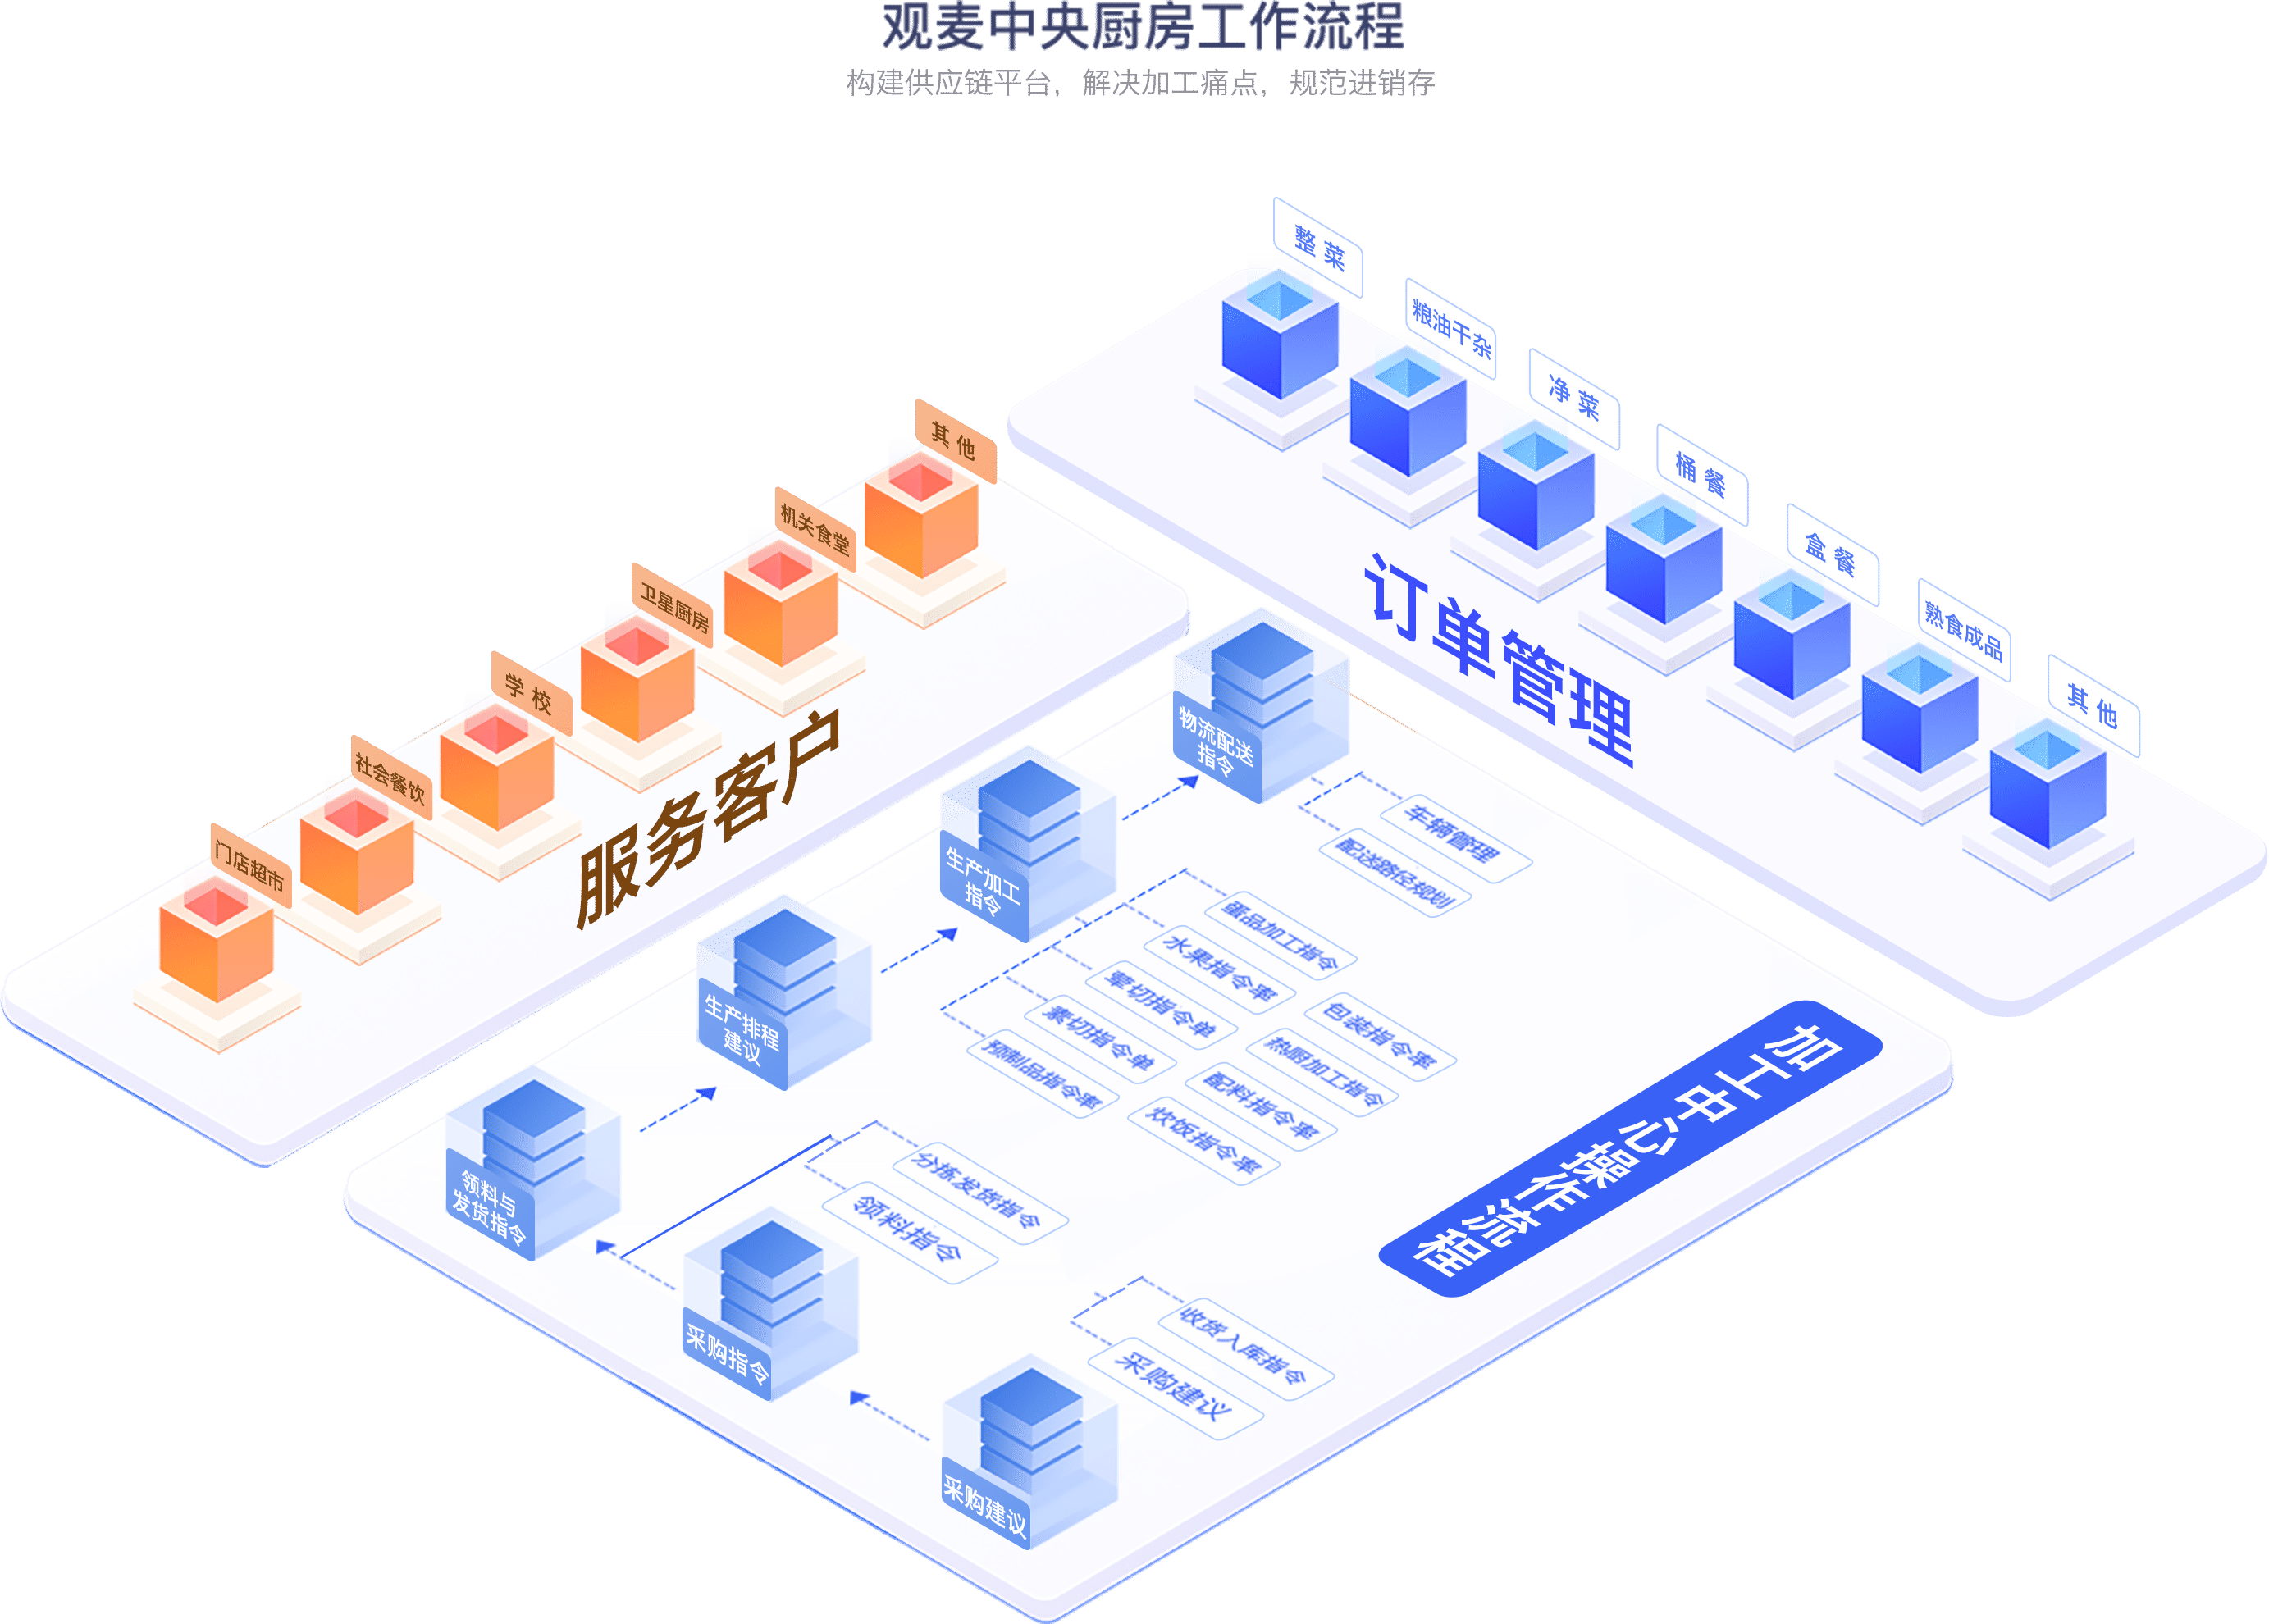 观麦中央厨房工作流程
构建供应链平台，解决加工痛点，规范进销存
整菜
粮油干杂
净菜
桶餐
盒餐
熟食成品
其他
订单管理
其他
机关食堂
卫星厨房
学校
社会餐饮
门店超市
服务客户
物流配送
指令
车辆管理
配送路径规划
生产加工
指令
蛋品加工指令
水果指令率
荤切指令单
素切指令单
预制品指令率
包装指令率
热厨加工指令
配料指令率
炊饭指令率
生产排程
建议
领料与
发货指令
分拣发货指令
领料指令
采购指令
收货入库指令
采购建议
采购建议
加工中心操作流程